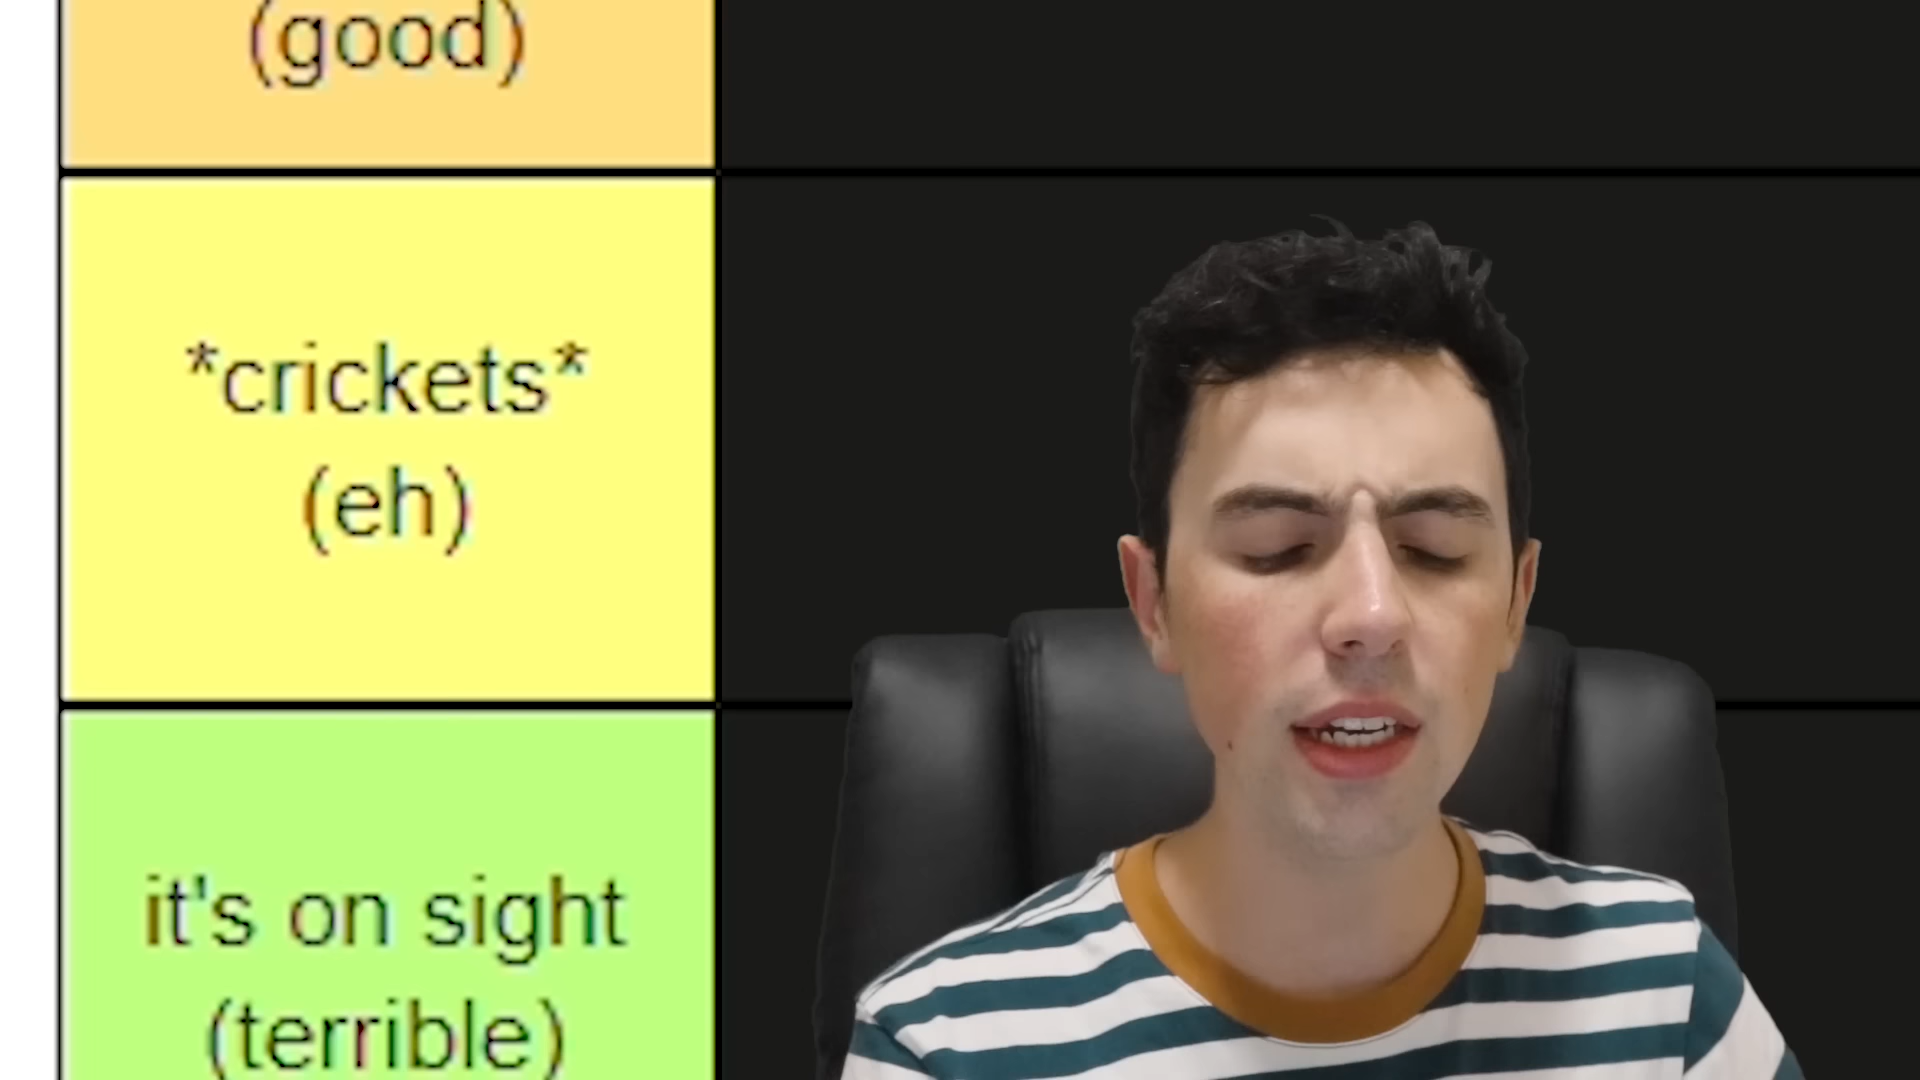 (good)
*crickets*
(eh)
it's on sight
(terrible)